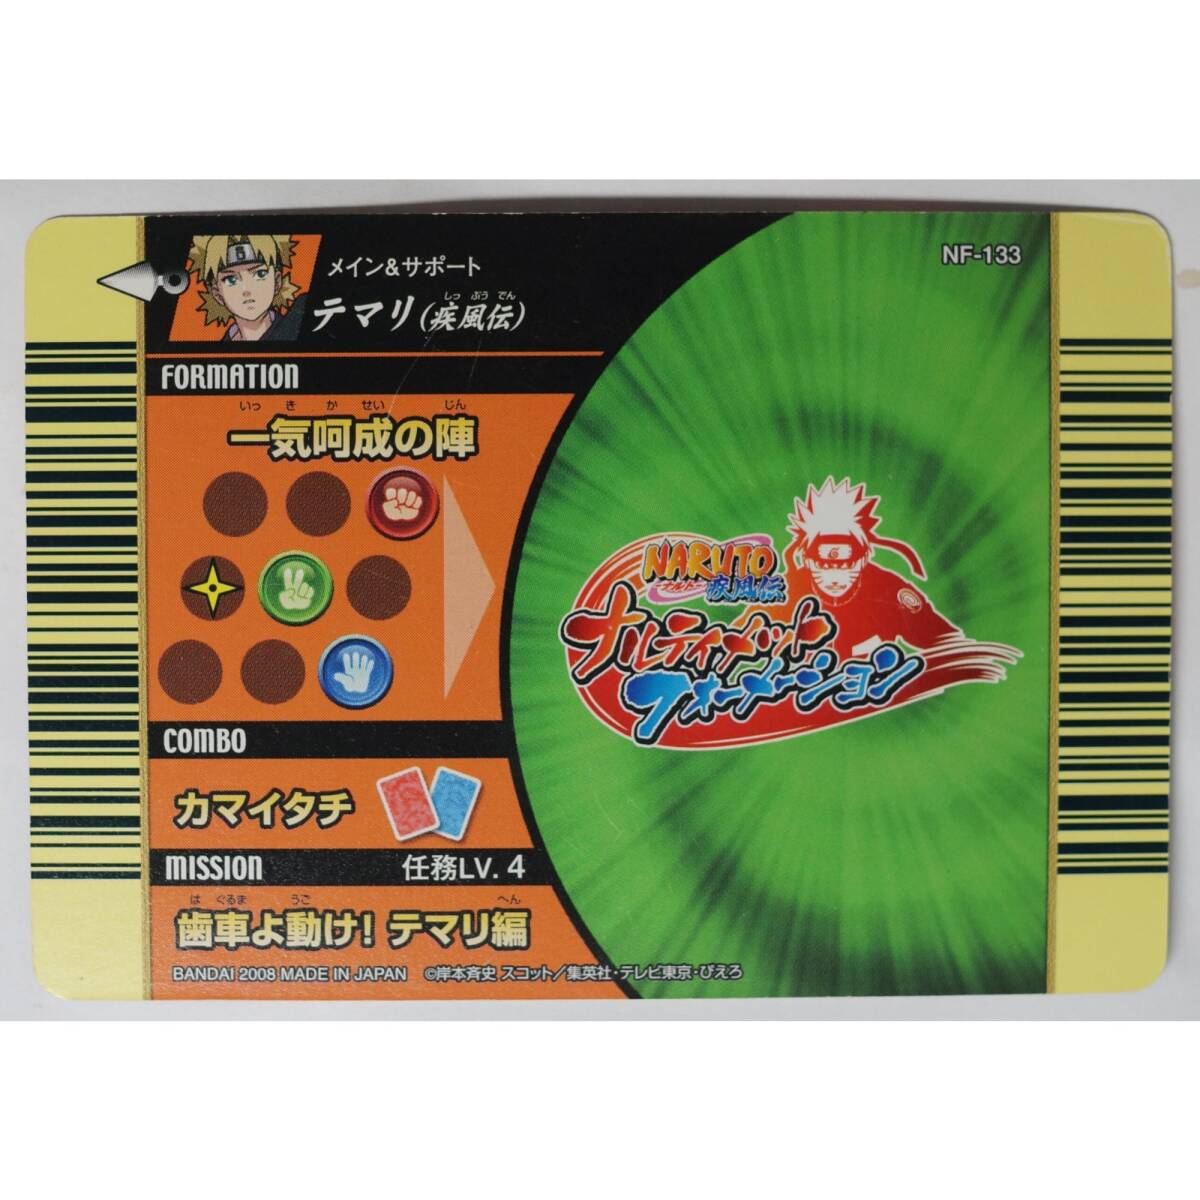 NF-133
メイン&サポート
しっ ぷう でん
テマリ(疾風伝)
FORMATION
いっ き か せい じん
一気呵成の陣
NARUTO
ーナルトー
疾風伝
ナルティメット
フォーメーション
COMBO
カマイタチ
MISSION 任務LV. 4
は ぐるま うご へん
歯車よ動け! テマリ編
BANDAI 2008 MADE IN JAPAN ©岸本斉史 スコット/集英社・テレビ東京・ぴえろ